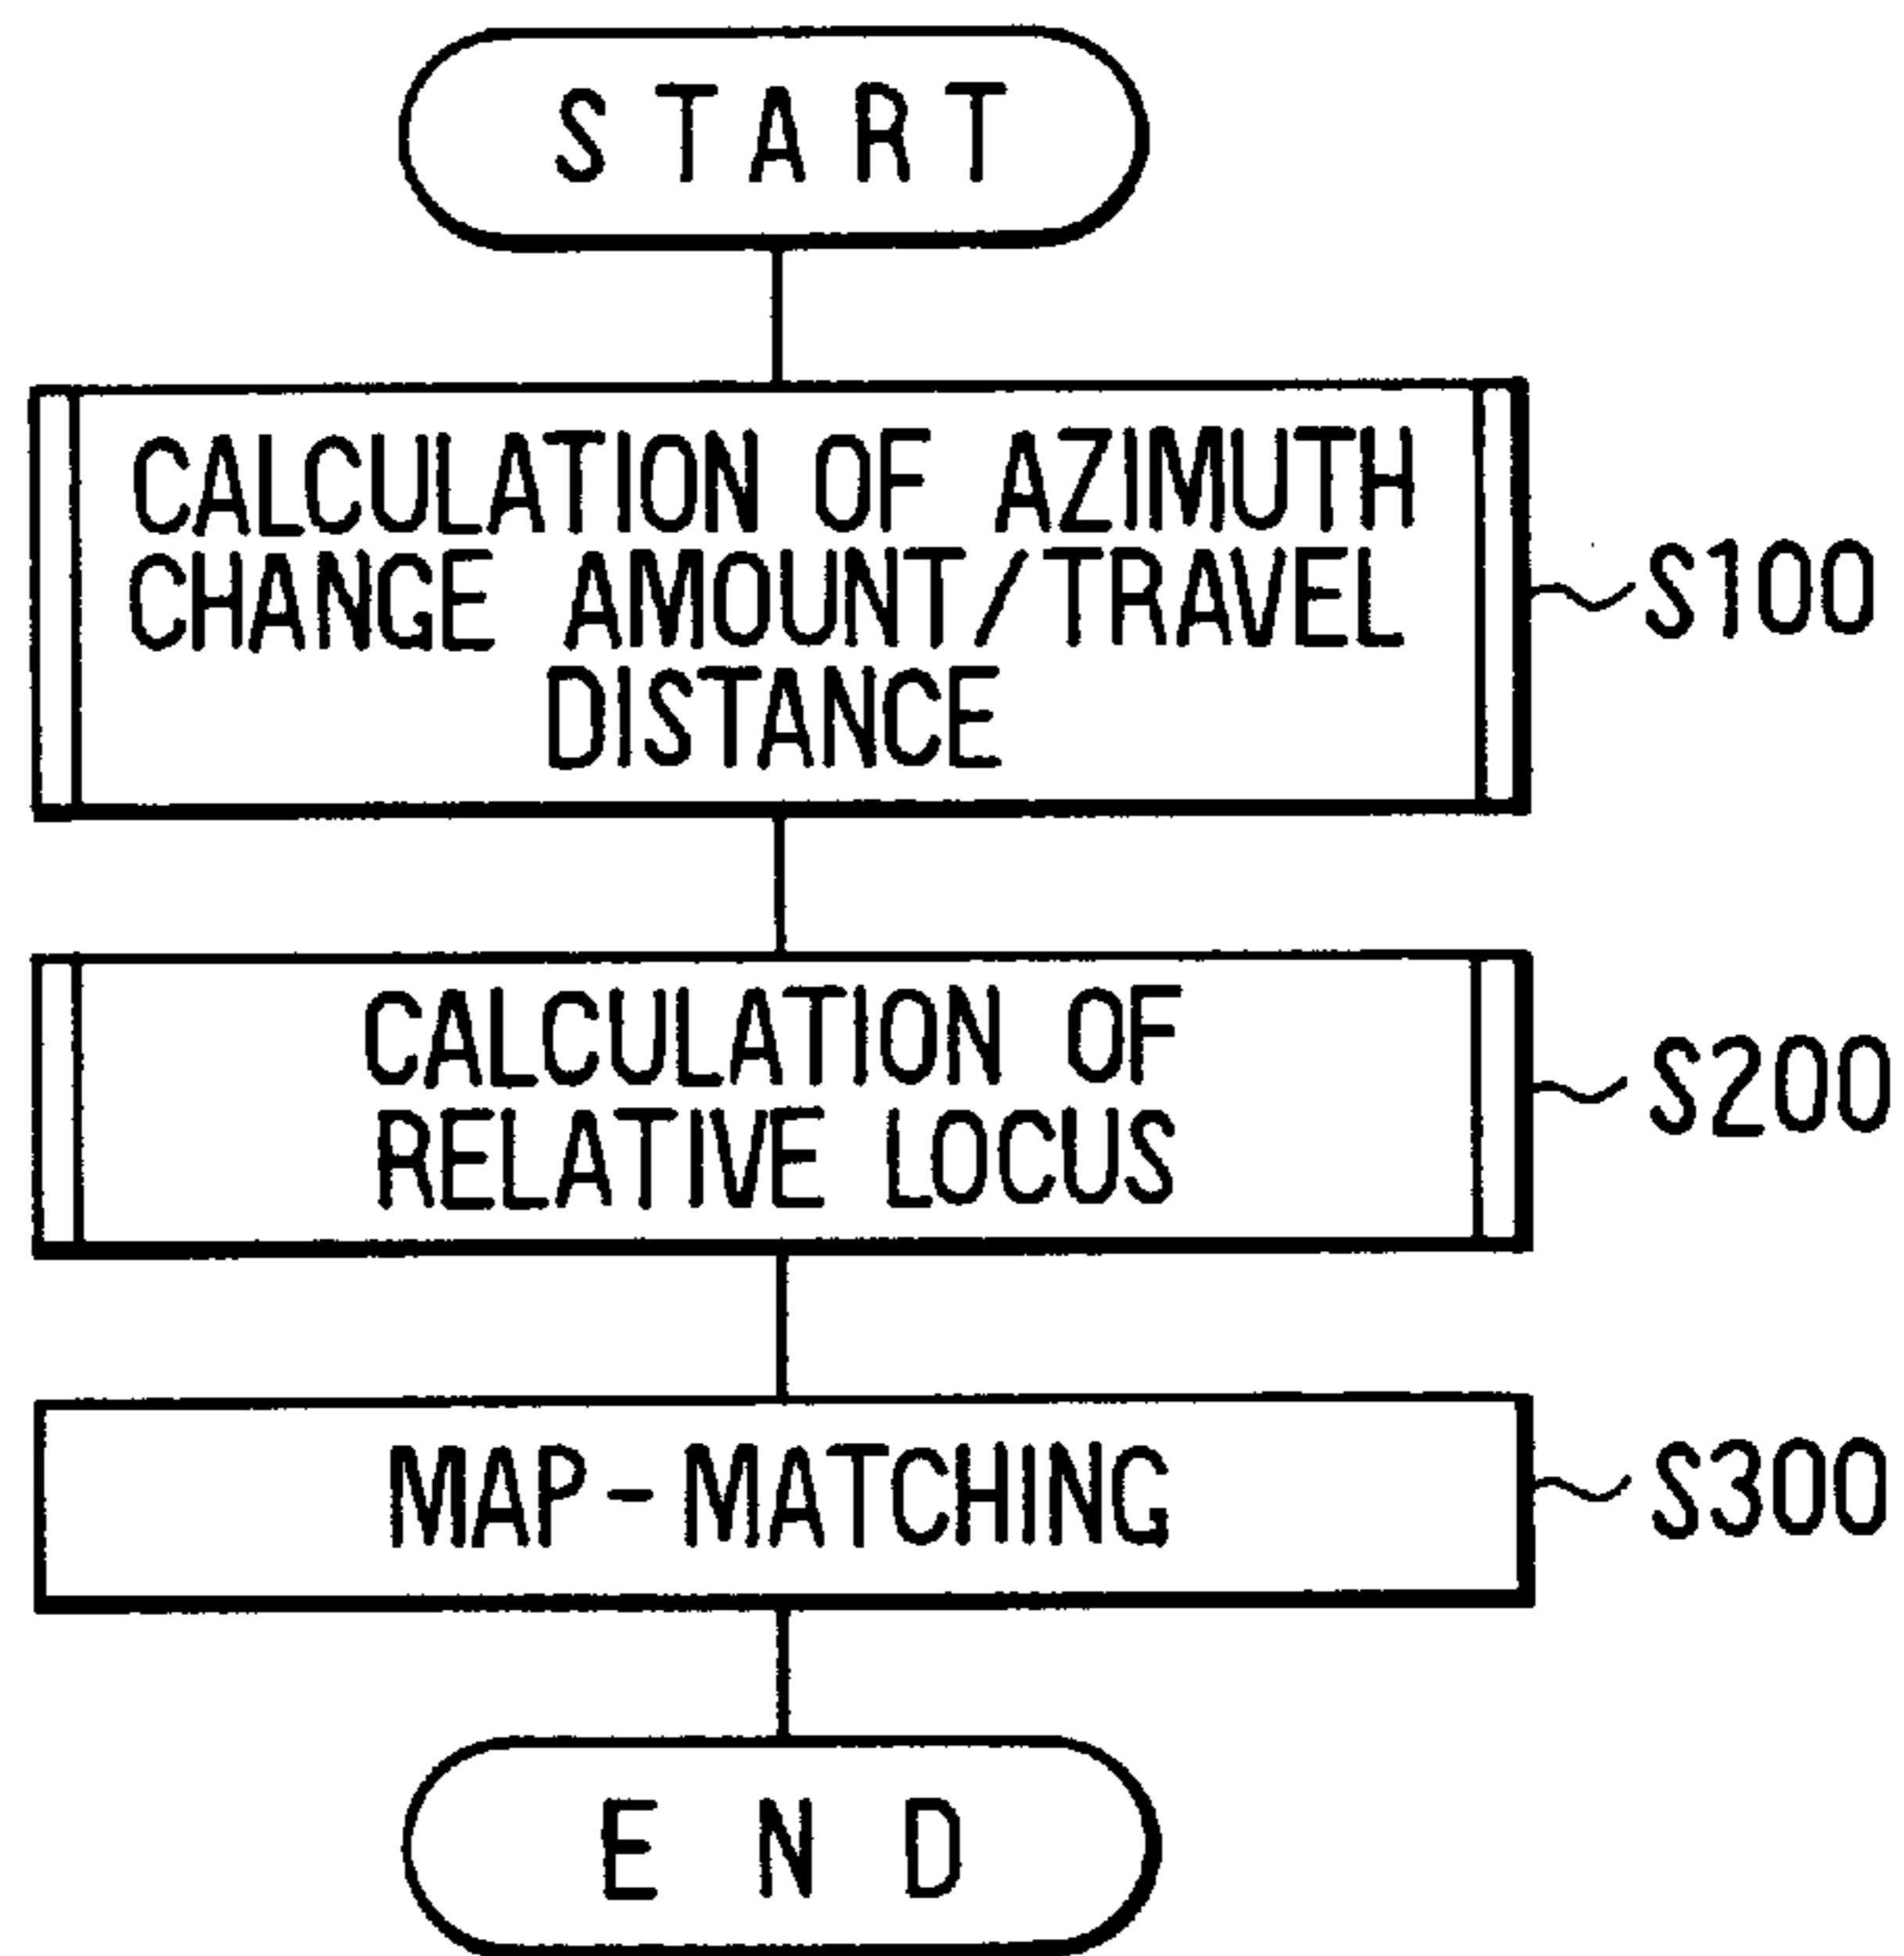 START
CALCULATION OF AZIMUTH
CHANGE AMOUNT/TRAVEL
DISTANCE
S100
CALCULATION OF
RELATIVE LOCUS
S200
MAP-MATCHING
S300
END